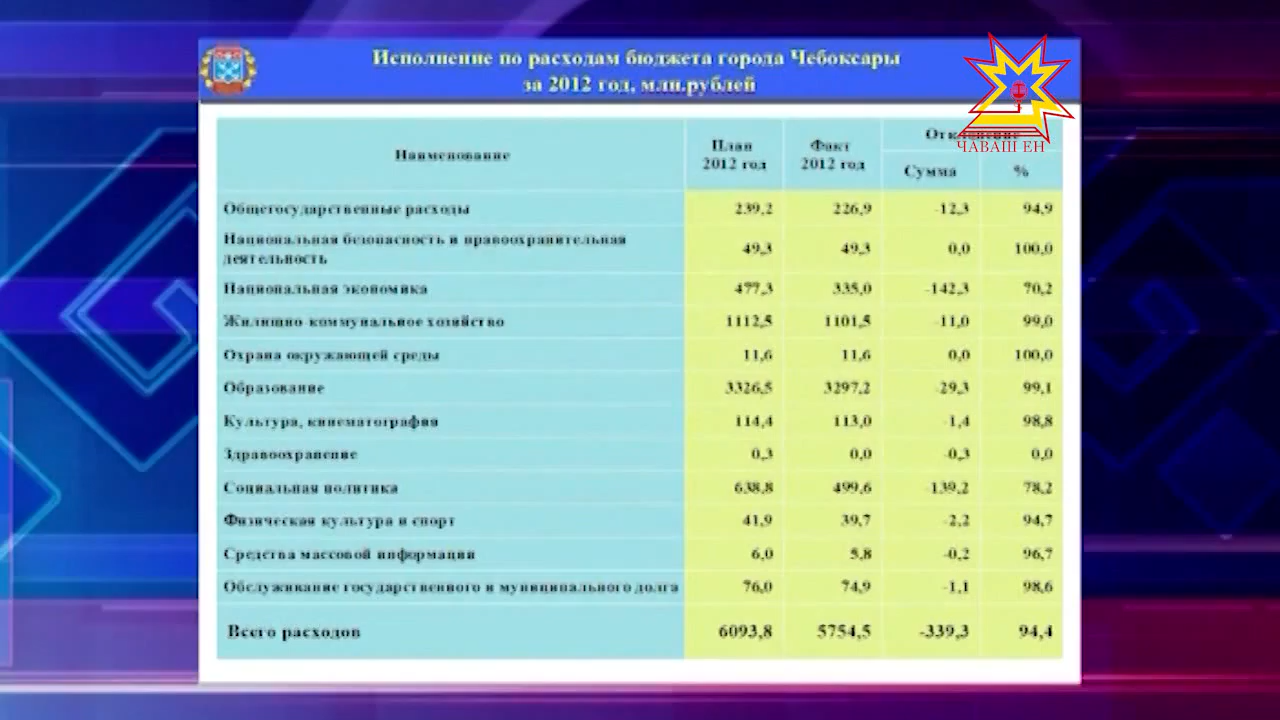 Исполнение по расходам бюджета города Чебоксары
за 2012 год, млн.рублей
ЧĂВАШ ЕН
Наименование
План
2012 год
Факт
2012 год
Отклонение
Сумма
%
Общегосударственные расходы 239,2 226,9 -12,3 94,9
Национальная безопасность и правоохранительная
деятельность 49,3 49,3 0,0 100,0
Национальная экономика 477,3 335,0 -142,3 70,2
Жилищно-коммунальное хозяйство 1112,5 1101,5 -11,0 99,0
Охрана окружающей среды 11,6 11,6 0,0 100,0
Образование 3326,5 3297,2 -29,3 99,1
Культура, кинематография 114,4 113,0 -1,4 98,8
Здравоохранение 0,3 0,0 -0,3 0,0
Социальная политика 638,8 499,6 -139,2 78,2
Физическая культура и спорт 41,9 39,7 -2,2 94,7
Средства массовой информации 6,0 5,8 -0,2 96,7
Обслуживание государственного и муниципального долга 76,0 74,9 -1,1 98,6
Всего расходов 6093,8 5754,5 -339,3 94,4